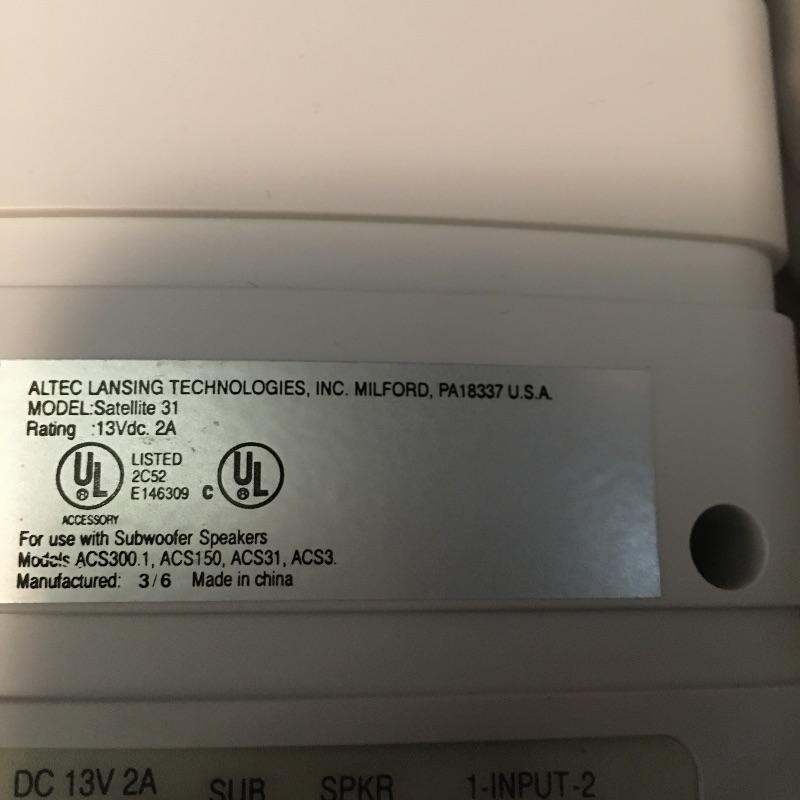 ALTEC LANSING TECHNOLOGIES, INC. MILFORD, PA18337 U.S.A.
MODEL:Satellite 31
Rating :13Vdc. 2A
UL ® LISTED
2C52
E146309 C UL ®
ACCESSORY
For use with Subwoofer Speakers
Models ACS300.1, ACS150, ACS31, ACS3.
Manufactured: 3/6 Made in china
DC 13V 2A SUB SPKR 1-INPUT-2